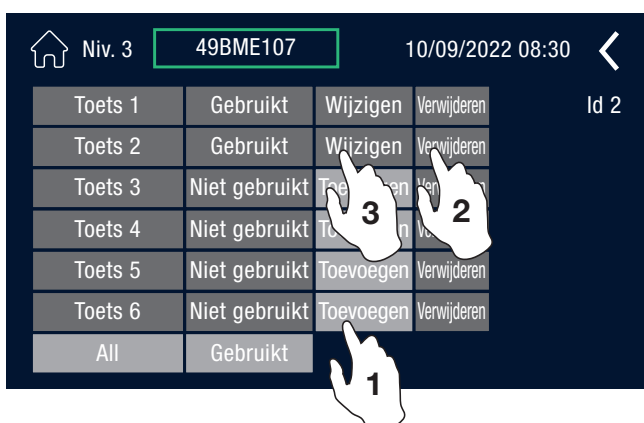 Niv. 3 49BME107 10/09/2022 08:30
Toets 1 Gebruikt Wijzigen Verwijderen Id 2
Toets 2 Gebruikt Wijzigen Verwijderen
Toets 3 Niet gebruikt
Toets 4 Niet gebruikt
3 2
Toets 5 Niet gebruikt Toevoegen Verwijderen
Toets 6 Niet gebruikt Toevoegen Verwijderen
All Gebruikt
1